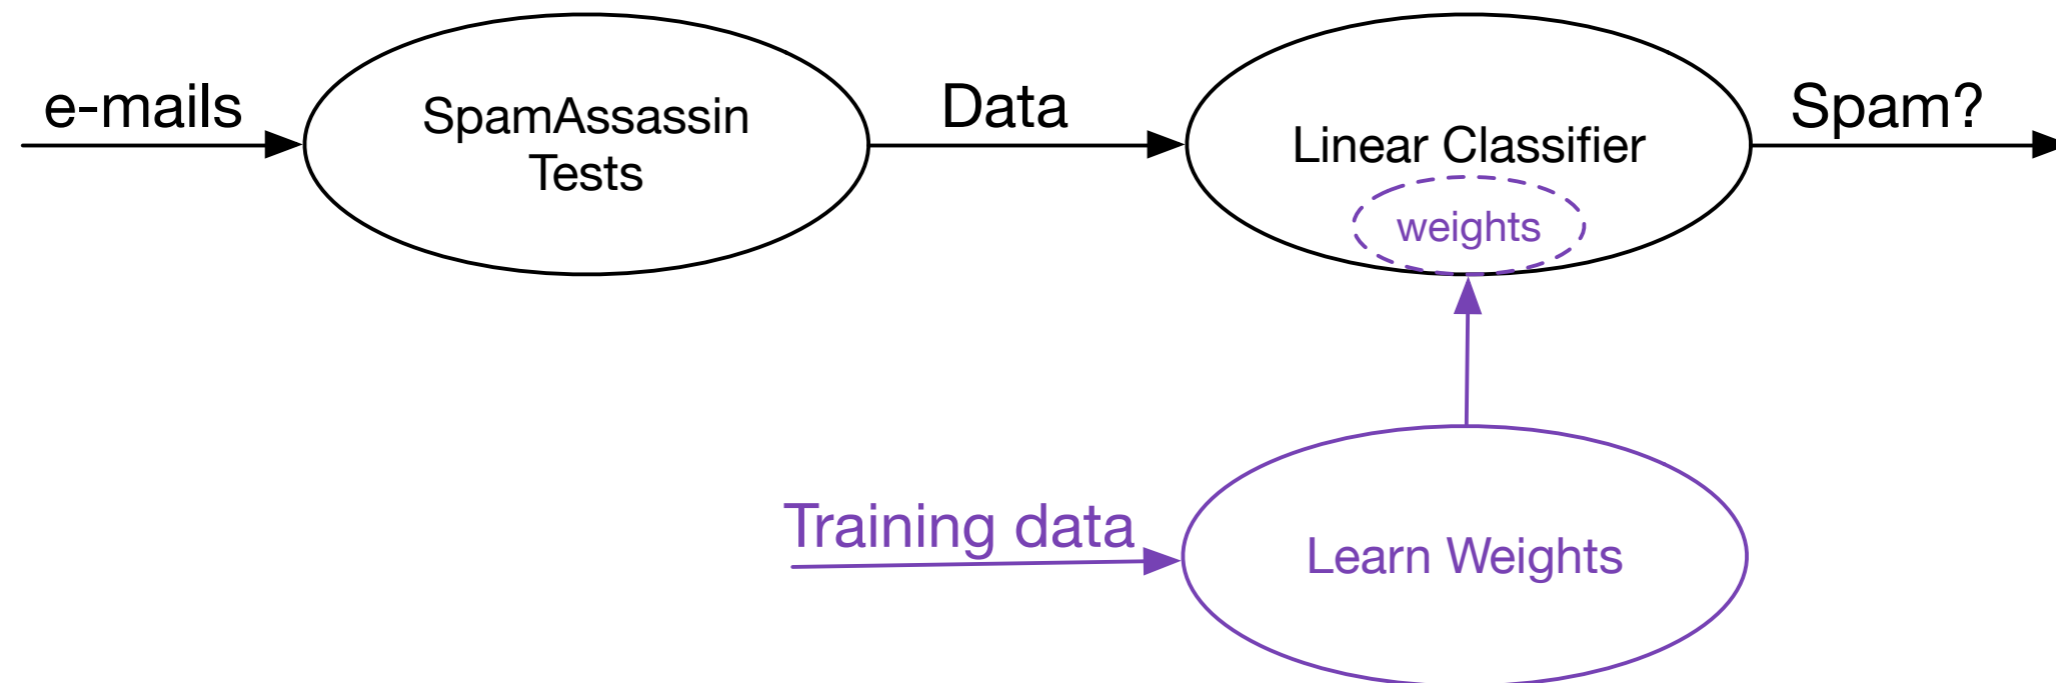 e-mails
SpamAssassin
Tests
Data
Linear Classifier
weights
Spam?
Training data
Learn Weights